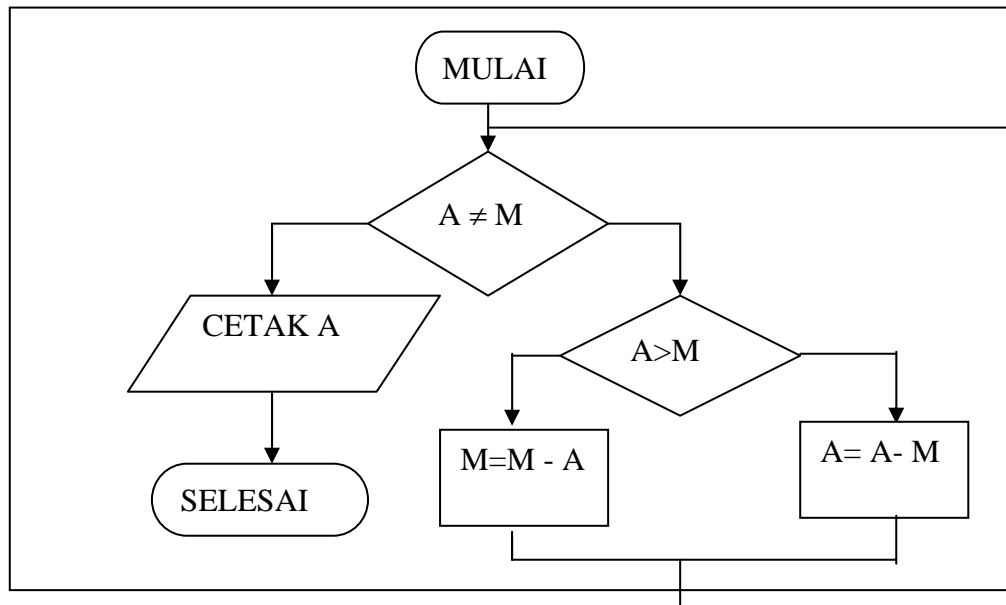 MULAI
A ≠ M
CETAK A
A>M
M=M - A
A= A- M
SELESAI